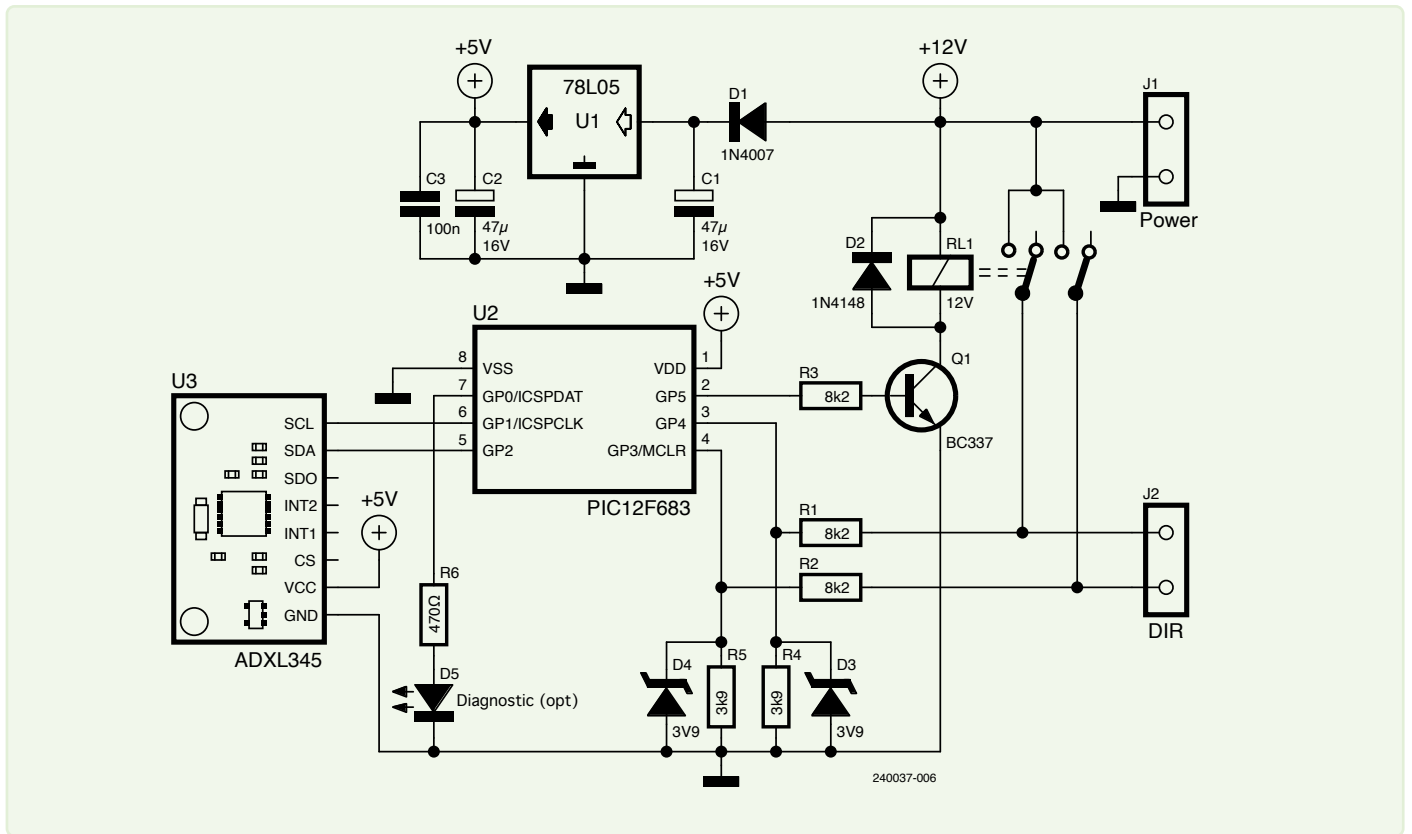 +5V
78L05
U1
D1
1N4007
+12V
J1
Power
C3
100n
C2
47µ
16V
C1
47µ
16V
D2
1N4148
RL1
12V
+5V
U2
8
VSS
7
GP0/ICSPDAT
6
GP1/ICSPCLK
5
GP2
VDD
1
GP5
2
GP4
3
GP3/MCLR
4
PIC12F683
R3
8k2
Q1
BC337
U3
SCL
SDA
SDO
INT2
INT1
CS
VCC
GND
ADXL345
+5V
R6
470Ω
D5
Diagnostic (opt)
R1
8k2
R2
8k2
J2
DIR
D4
3V9
R5
3k9
R4
3k9
D3
3V9
240037-006